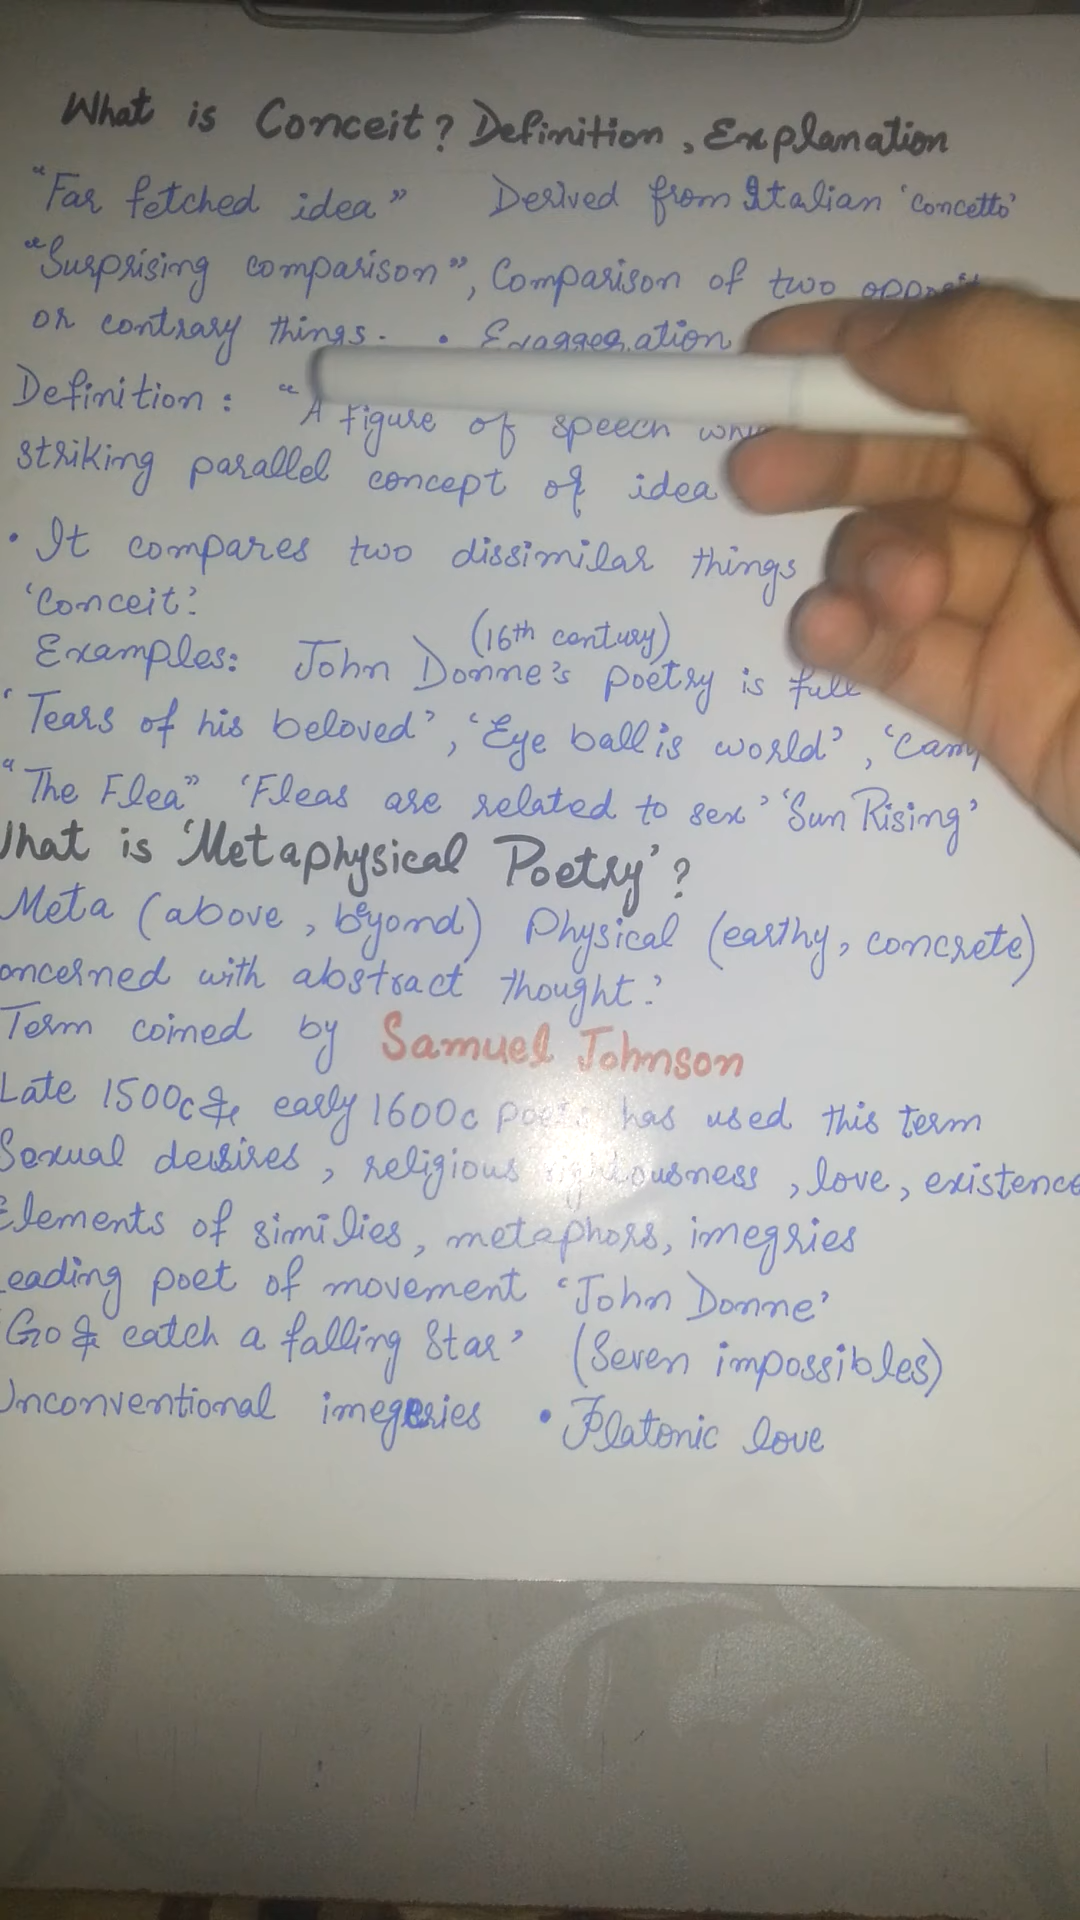 What is Conceit? Definition, Explanation
"Far fetched idea" Derived from Italian 'concetto'
"Surprising comparison", Comparison of two
or contrary things. • Exaggeration
Definition: "A figure of speech
striking parallel concept of idea
• It compares two dissimilar things
'Conceit'.
(16th century)
Examples: John Donne's poetry is full
'Tears of his beloved', 'Eye ball is world',
"The Flea" 'Fleas are related to sex' 'Sun Rising'
What is 'Metaphysical Poetry'?
Meta (above, beyond) Physical (earthy, concrete)
oncerned with abstract thought.'
Term coined by Samuel Johnson
Late 1500c & early 1600c poets has used this term
Sexual desires, religious righteousness, love, existence
Elements of similies, metaphors, imegries
eading poet of movement 'John Donne'
'Go & catch a falling Star' (Seven impossibles)
Unconventional imegeries • Platonic love